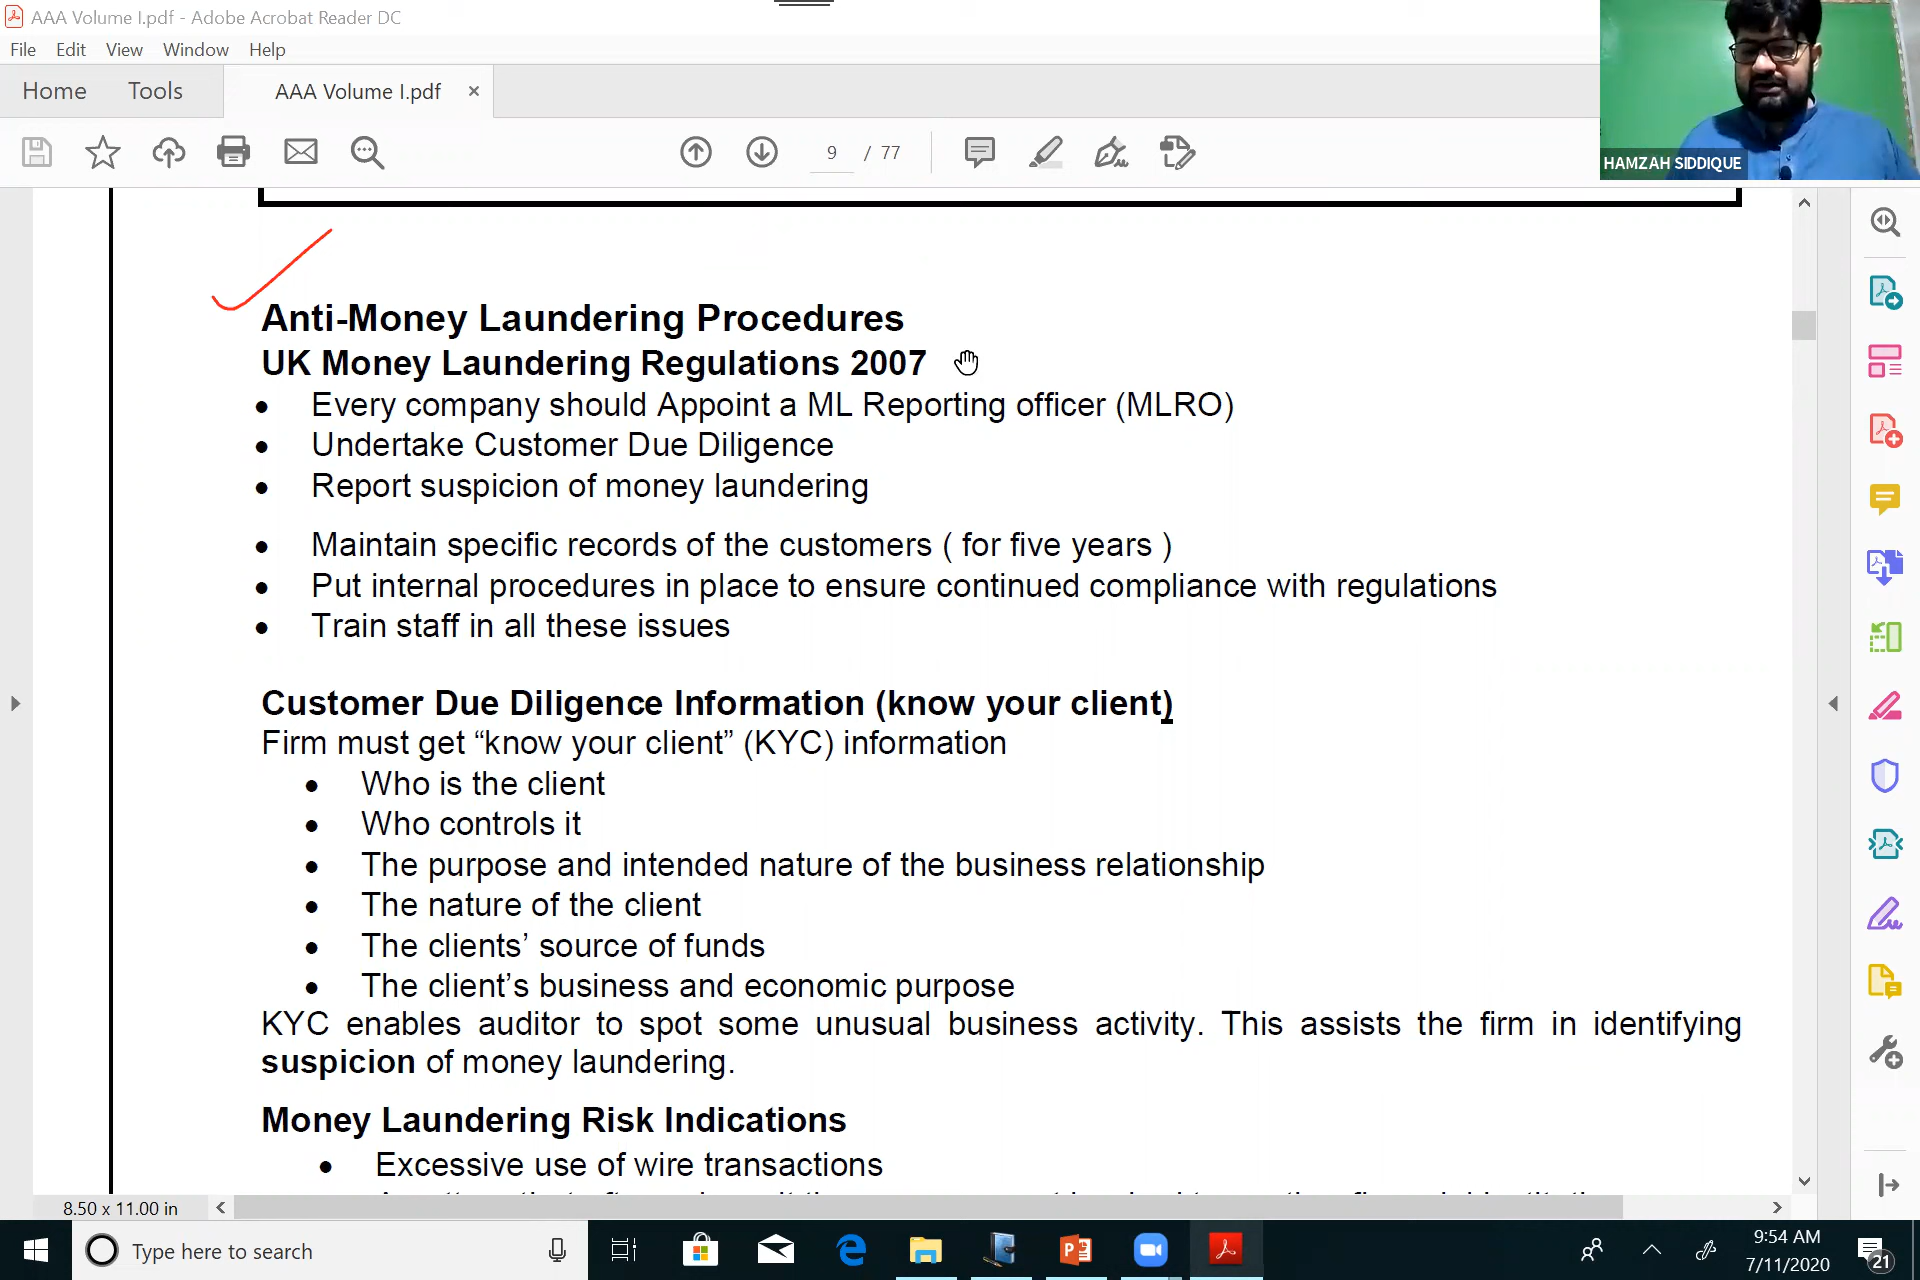 AAA Volume I.pdf - Adobe Acrobat Reader DC
File Edit View Window Help
Home Tools AAA Volume I.pdf ×
9 / 77
HAMZAH SIDDIQUE
Anti-Money Laundering Procedures
UK Money Laundering Regulations 2007
• Every company should Appoint a ML Reporting officer (MLRO)
• Undertake Customer Due Diligence
• Report suspicion of money laundering
• Maintain specific records of the customers ( for five years )
• Put internal procedures in place to ensure continued compliance with regulations
• Train staff in all these issues
Customer Due Diligence Information (know your client)
Firm must get “know your client” (KYC) information
• Who is the client
• Who controls it
• The purpose and intended nature of the business relationship
• The nature of the client
• The clients’ source of funds
• The client’s business and economic purpose
KYC enables auditor to spot some unusual business activity. This assists the firm in identifying
suspicion of money laundering.
Money Laundering Risk Indications
• Excessive use of wire transactions
8.50 x 11.00 in
Type here to search
9:54 AM
7/11/2020
21